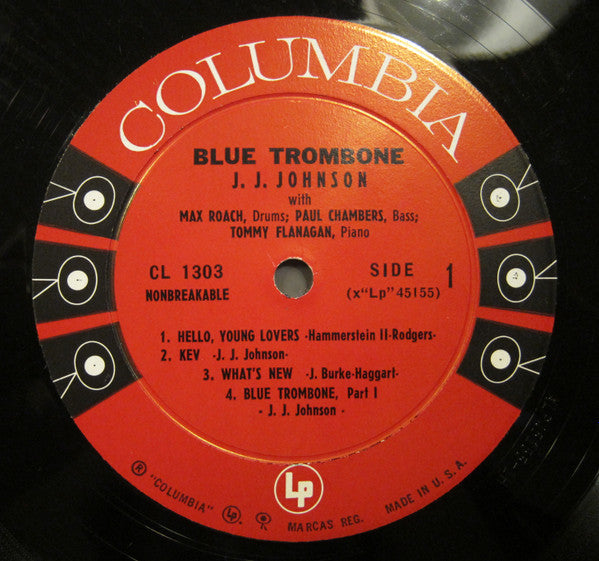 COLUMBIA
BLUE TROMBONE
J. J. JOHNSON
with
MAX ROACH, Drums; PAUL CHAMBERS, Bass;
TOMMY FLANAGAN, Piano
CL 1303
NONBREAKABLE
SIDE 1
(x"Lp" 45155)
1. HELLO, YOUNG LOVERS -Hammerstein II-Rodgers-
2. KEV -J. J. Johnson-
3. WHAT'S NEW -J. Burke-Haggart-
4. BLUE TROMBONE, Part I
- J. J. Johnson -
Lp
® "COLUMBIA" Lp. MARCAS REG. MADE IN U. S. A.